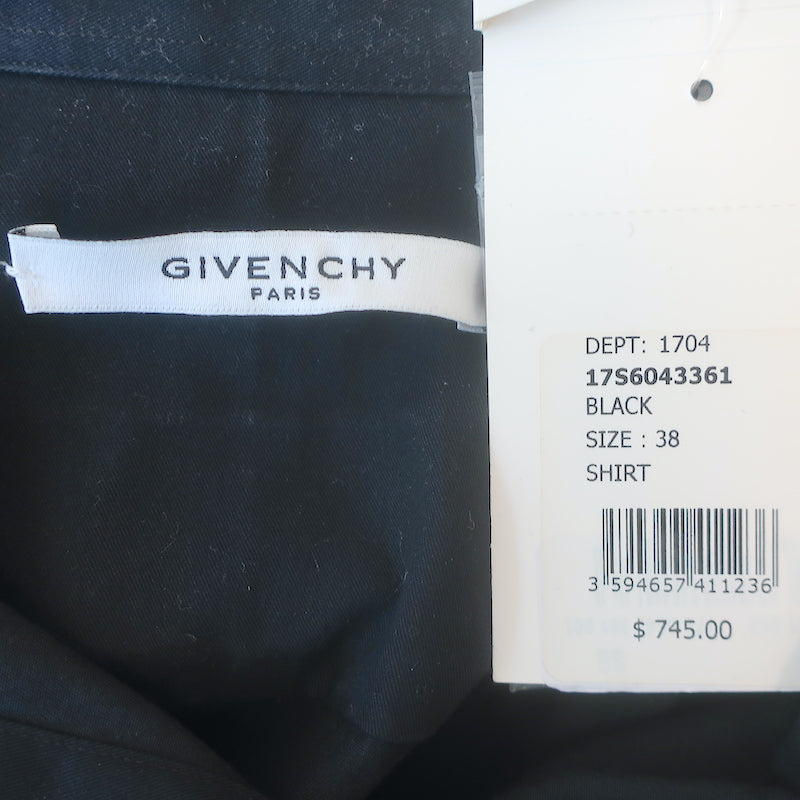 GIVENCHY
PARIS
DEPT: 1704
17S6043361
BLACK
SIZE : 38
SHIRT
3 594657 411236
$ 745.00